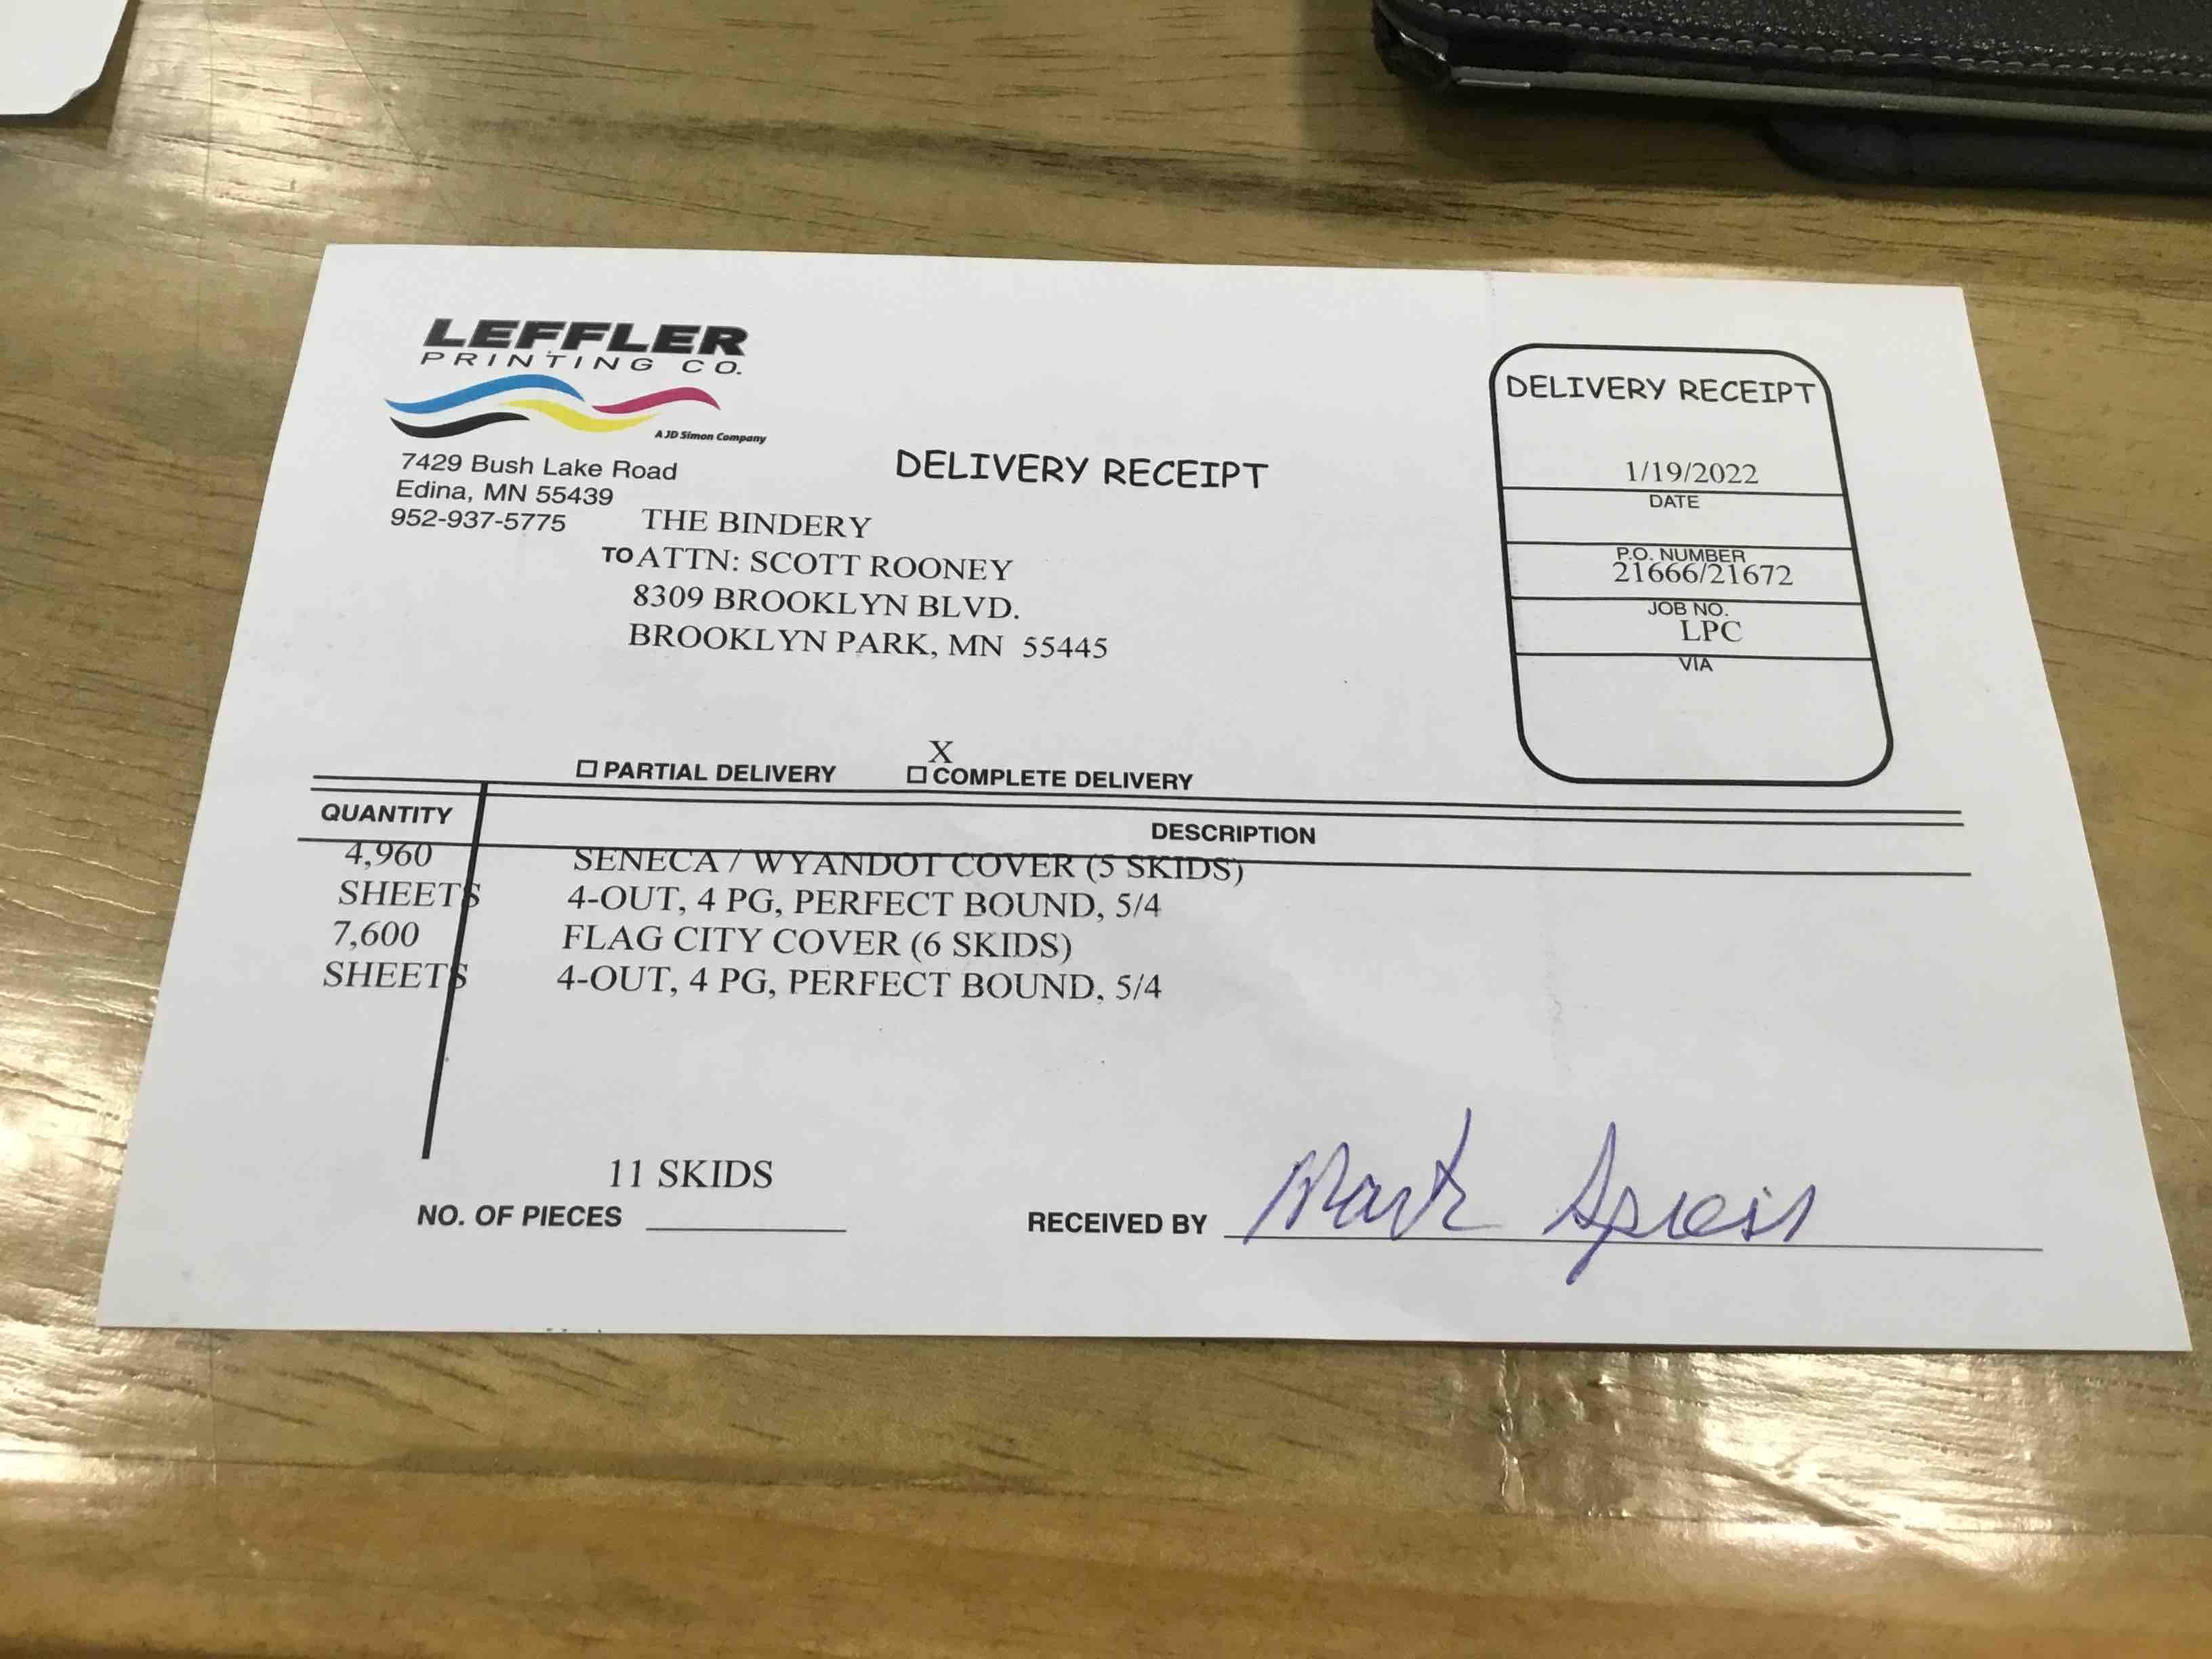 LEFFLER
PRINTING CO.
A JD Simon Company
7429 Bush Lake Road
Edina, MN 55439
952-937-5775
DELIVERY RECEIPT
THE BINDERY
TO ATTN: SCOTT ROONEY
8309 BROOKLYN BLVD.
BROOKLYN PARK, MN 55445
DELIVERY RECEIPT
1/19/2022
DATE
P.O. NUMBER
21666/21672
JOB NO.
LPC
VIA
X
PARTIAL DELIVERY COMPLETE DELIVERY
QUANTITY DESCRIPTION
4,960 SENECA / WYANDOT COVER (5 SKIDS)
SHEETS 4-OUT, 4 PG, PERFECT BOUND, 5/4
7,600 FLAG CITY COVER (6 SKIDS)
SHEETS 4-OUT, 4 PG, PERFECT BOUND, 5/4
11 SKIDS
NO. OF PIECES
RECEIVED BY Mark